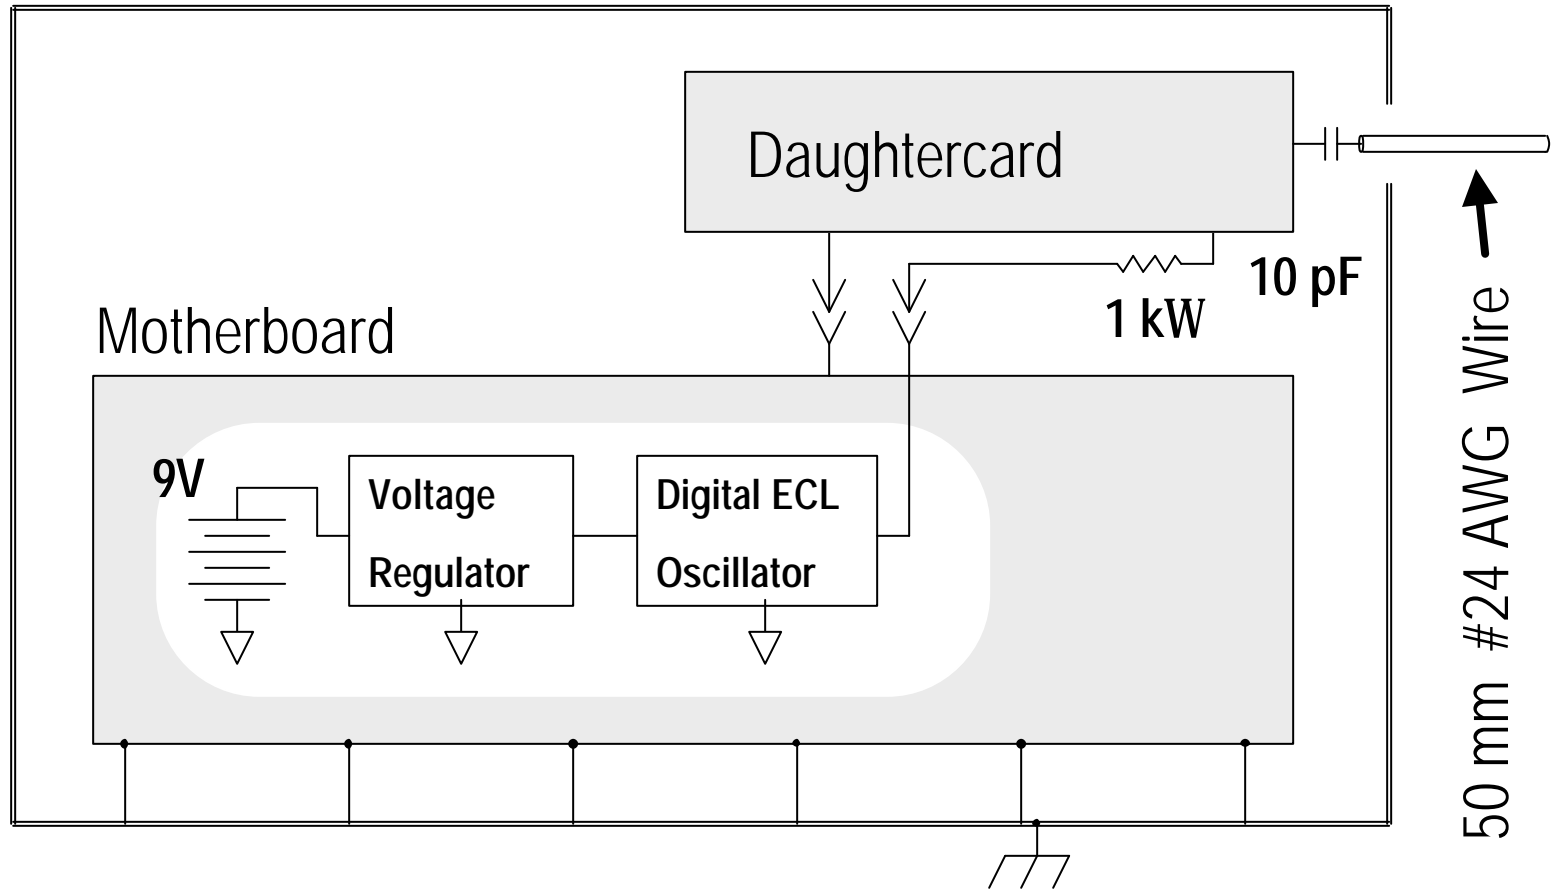 Daughtercard
10 pF
1 kW
Motherboard
9V
Voltage
Regulator
Digital ECL
Oscillator
50 mm #24 AWG Wire